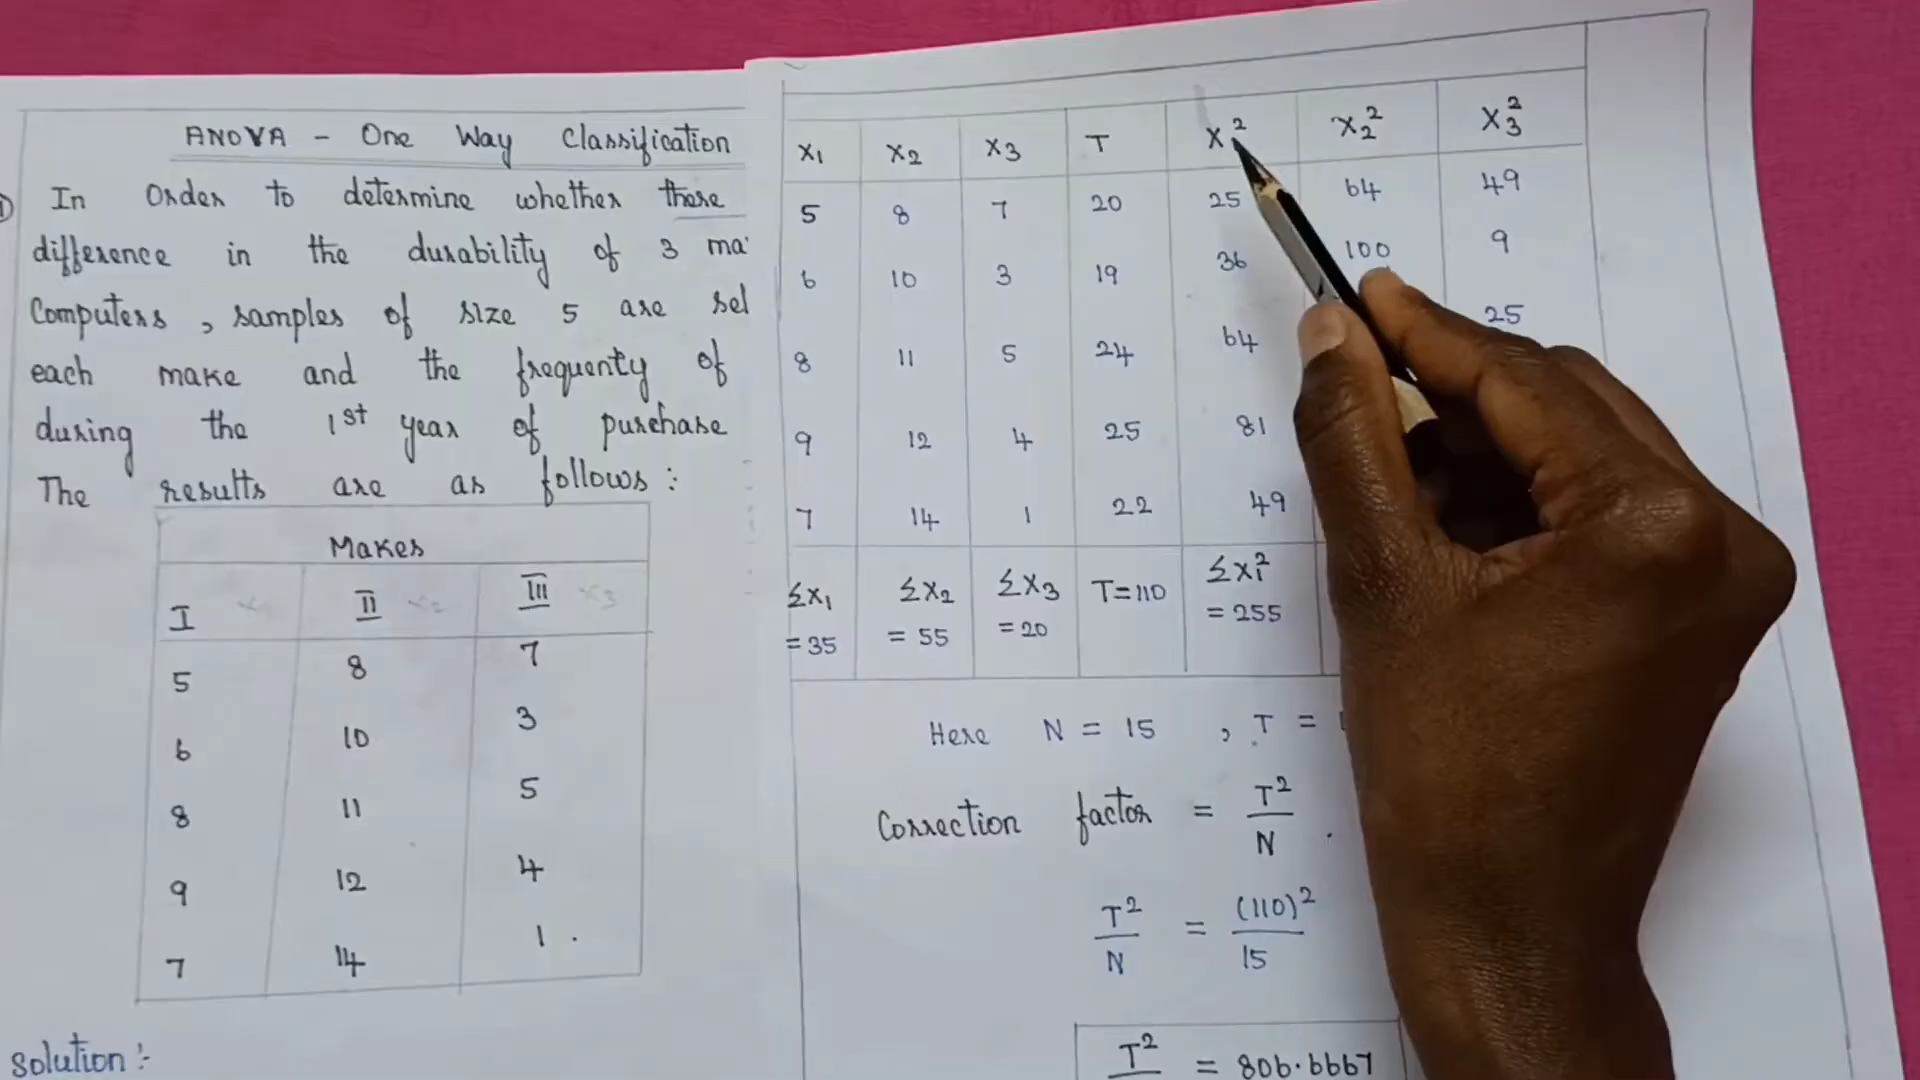 ANOVA - One Way Classification
1) In Order to determine whether there
difference in the durability of 3
Computers, samples of size 5 are sel
each make and the frequenty of
during the 1st year of purchase
The results are as follows:
Makes
I X1 II X2 III X3
5 8 7
6 10 3
8 11 5
9 12 4
7 14 1.
Solution:-
X1 X2 X3 T X1² X2² X3²
5 8 7 20 25 64 49
6 10 3 19 36 100 9
8 11 5 24 64 25
9 12 4 25 81
7 14 1 22 49
ΣX1 ΣX2 ΣX3 T=110 ΣX1²
=35 =55 =20 =255
Here N = 15 , T =
Correction factor = T²/N .
T²/N = (110)²/15
T² = 806.6667